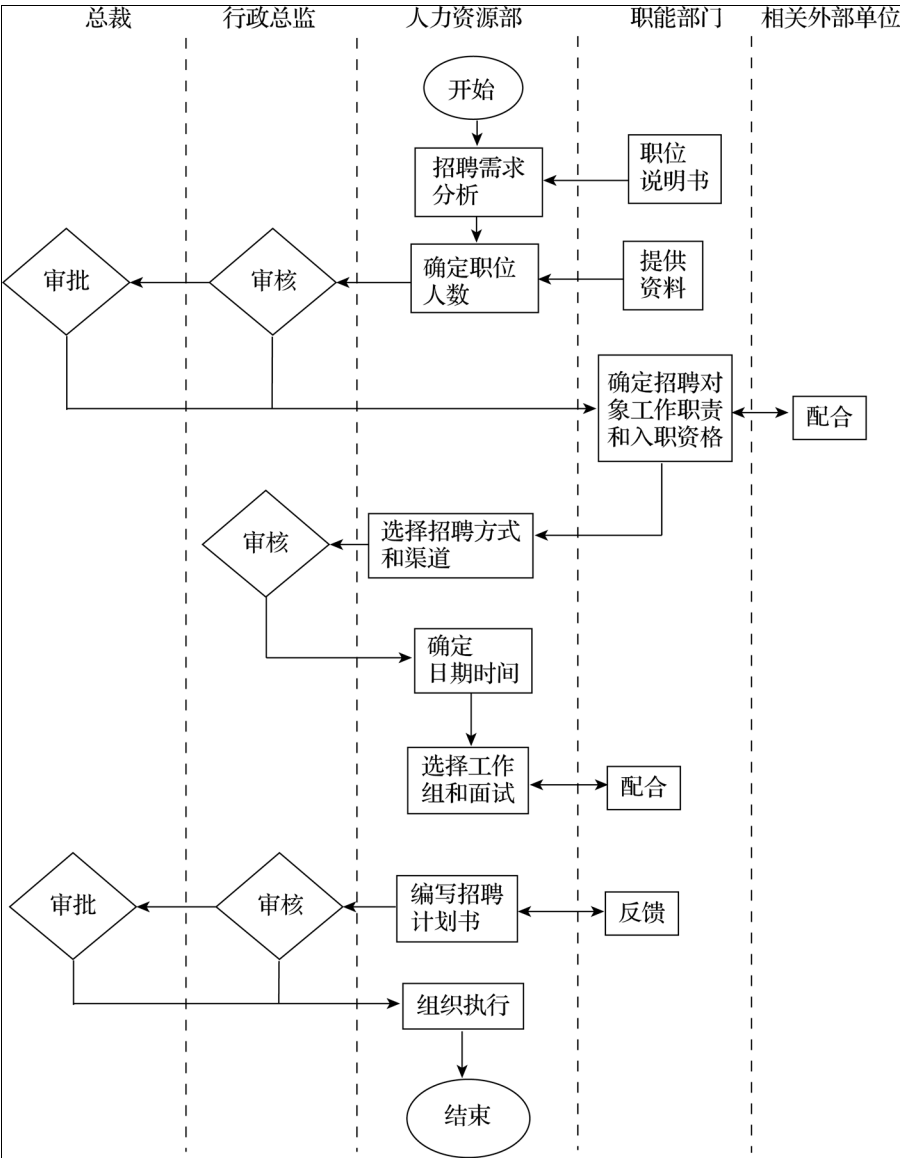 总裁
行政总监
人力资源部
职能部门
相关外部单位
开始
招聘需求
分析
职位
说明书
审批
审核
确定职位
人数
提供
资料
确定招聘对
象工作职责
和入职资格
配合
审核
选择招聘方式
和渠道
确定
日期时间
选择工作
组和面试
配合
审批
审核
编写招聘
计划书
反馈
组织执行
结束